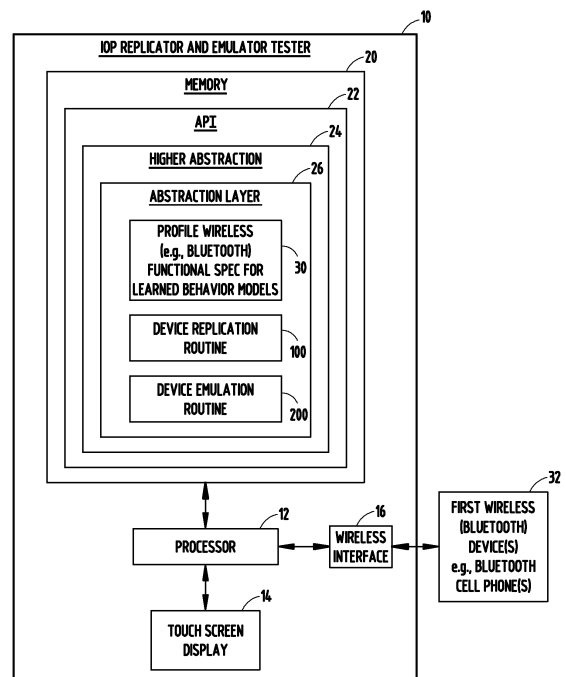 10
IOP REPLICATOR AND EMULATOR TESTER
20
MEMORY
22
API
24
HIGHER ABSTRACTION
26
ABSTRACTION LAYER
PROFILE WIRELESS
(e.g., BLUETOOTH)
FUNCTIONAL SPEC FOR
LEARNED BEHAVIOR MODELS
30
DEVICE REPLICATION
ROUTINE
100
DEVICE EMULATION
ROUTINE
200
12
PROCESSOR
16
WIRELESS
INTERFACE
32
FIRST WIRELESS
(BLUETOOTH)
DEVICE(S)
e.g., BLUETOOTH
CELL PHONE(S)
14
TOUCH SCREEN
DISPLAY